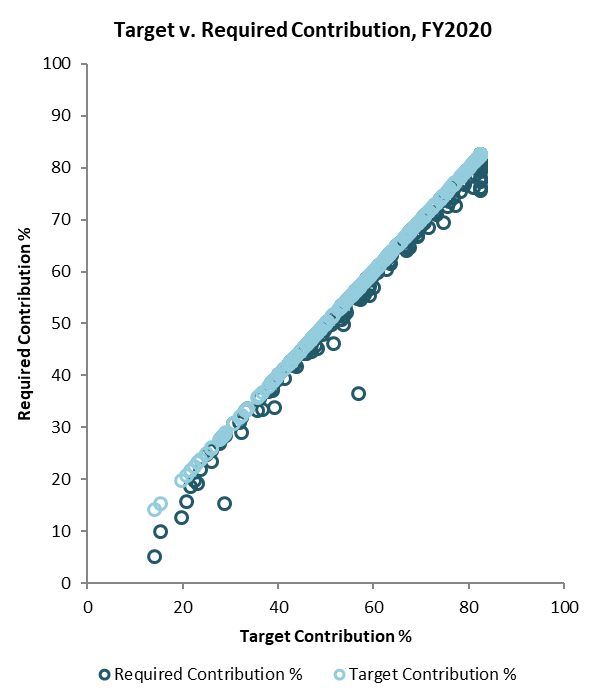 Target v. Required Contribution, FY2020
100
90
80
70
60
50
40
30
20
10
0
Required Contribution %
0 20 40 60 80 100
Target Contribution %
Required Contribution % Target Contribution %